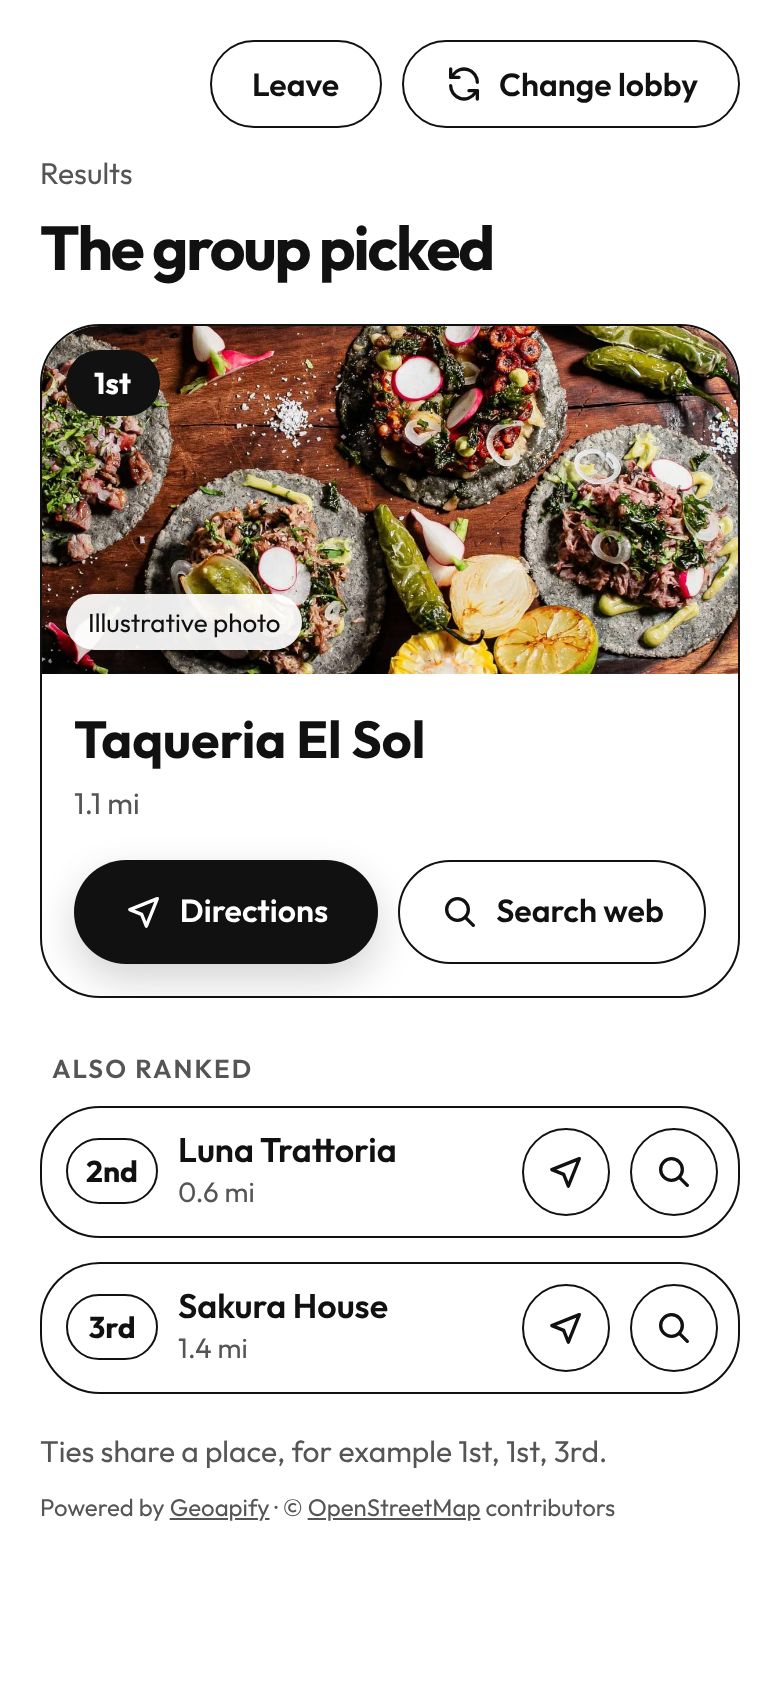 Leave
Change lobby
Results
The group picked
1st
Illustrative photo
Taqueria El Sol
1.1 mi
Directions
Search web
ALSO RANKED
2nd
Luna Trattoria
0.6 mi
3rd
Sakura House
1.4 mi
Ties share a place, for example 1st, 1st, 3rd.
Powered by Geoapify · © OpenStreetMap contributors